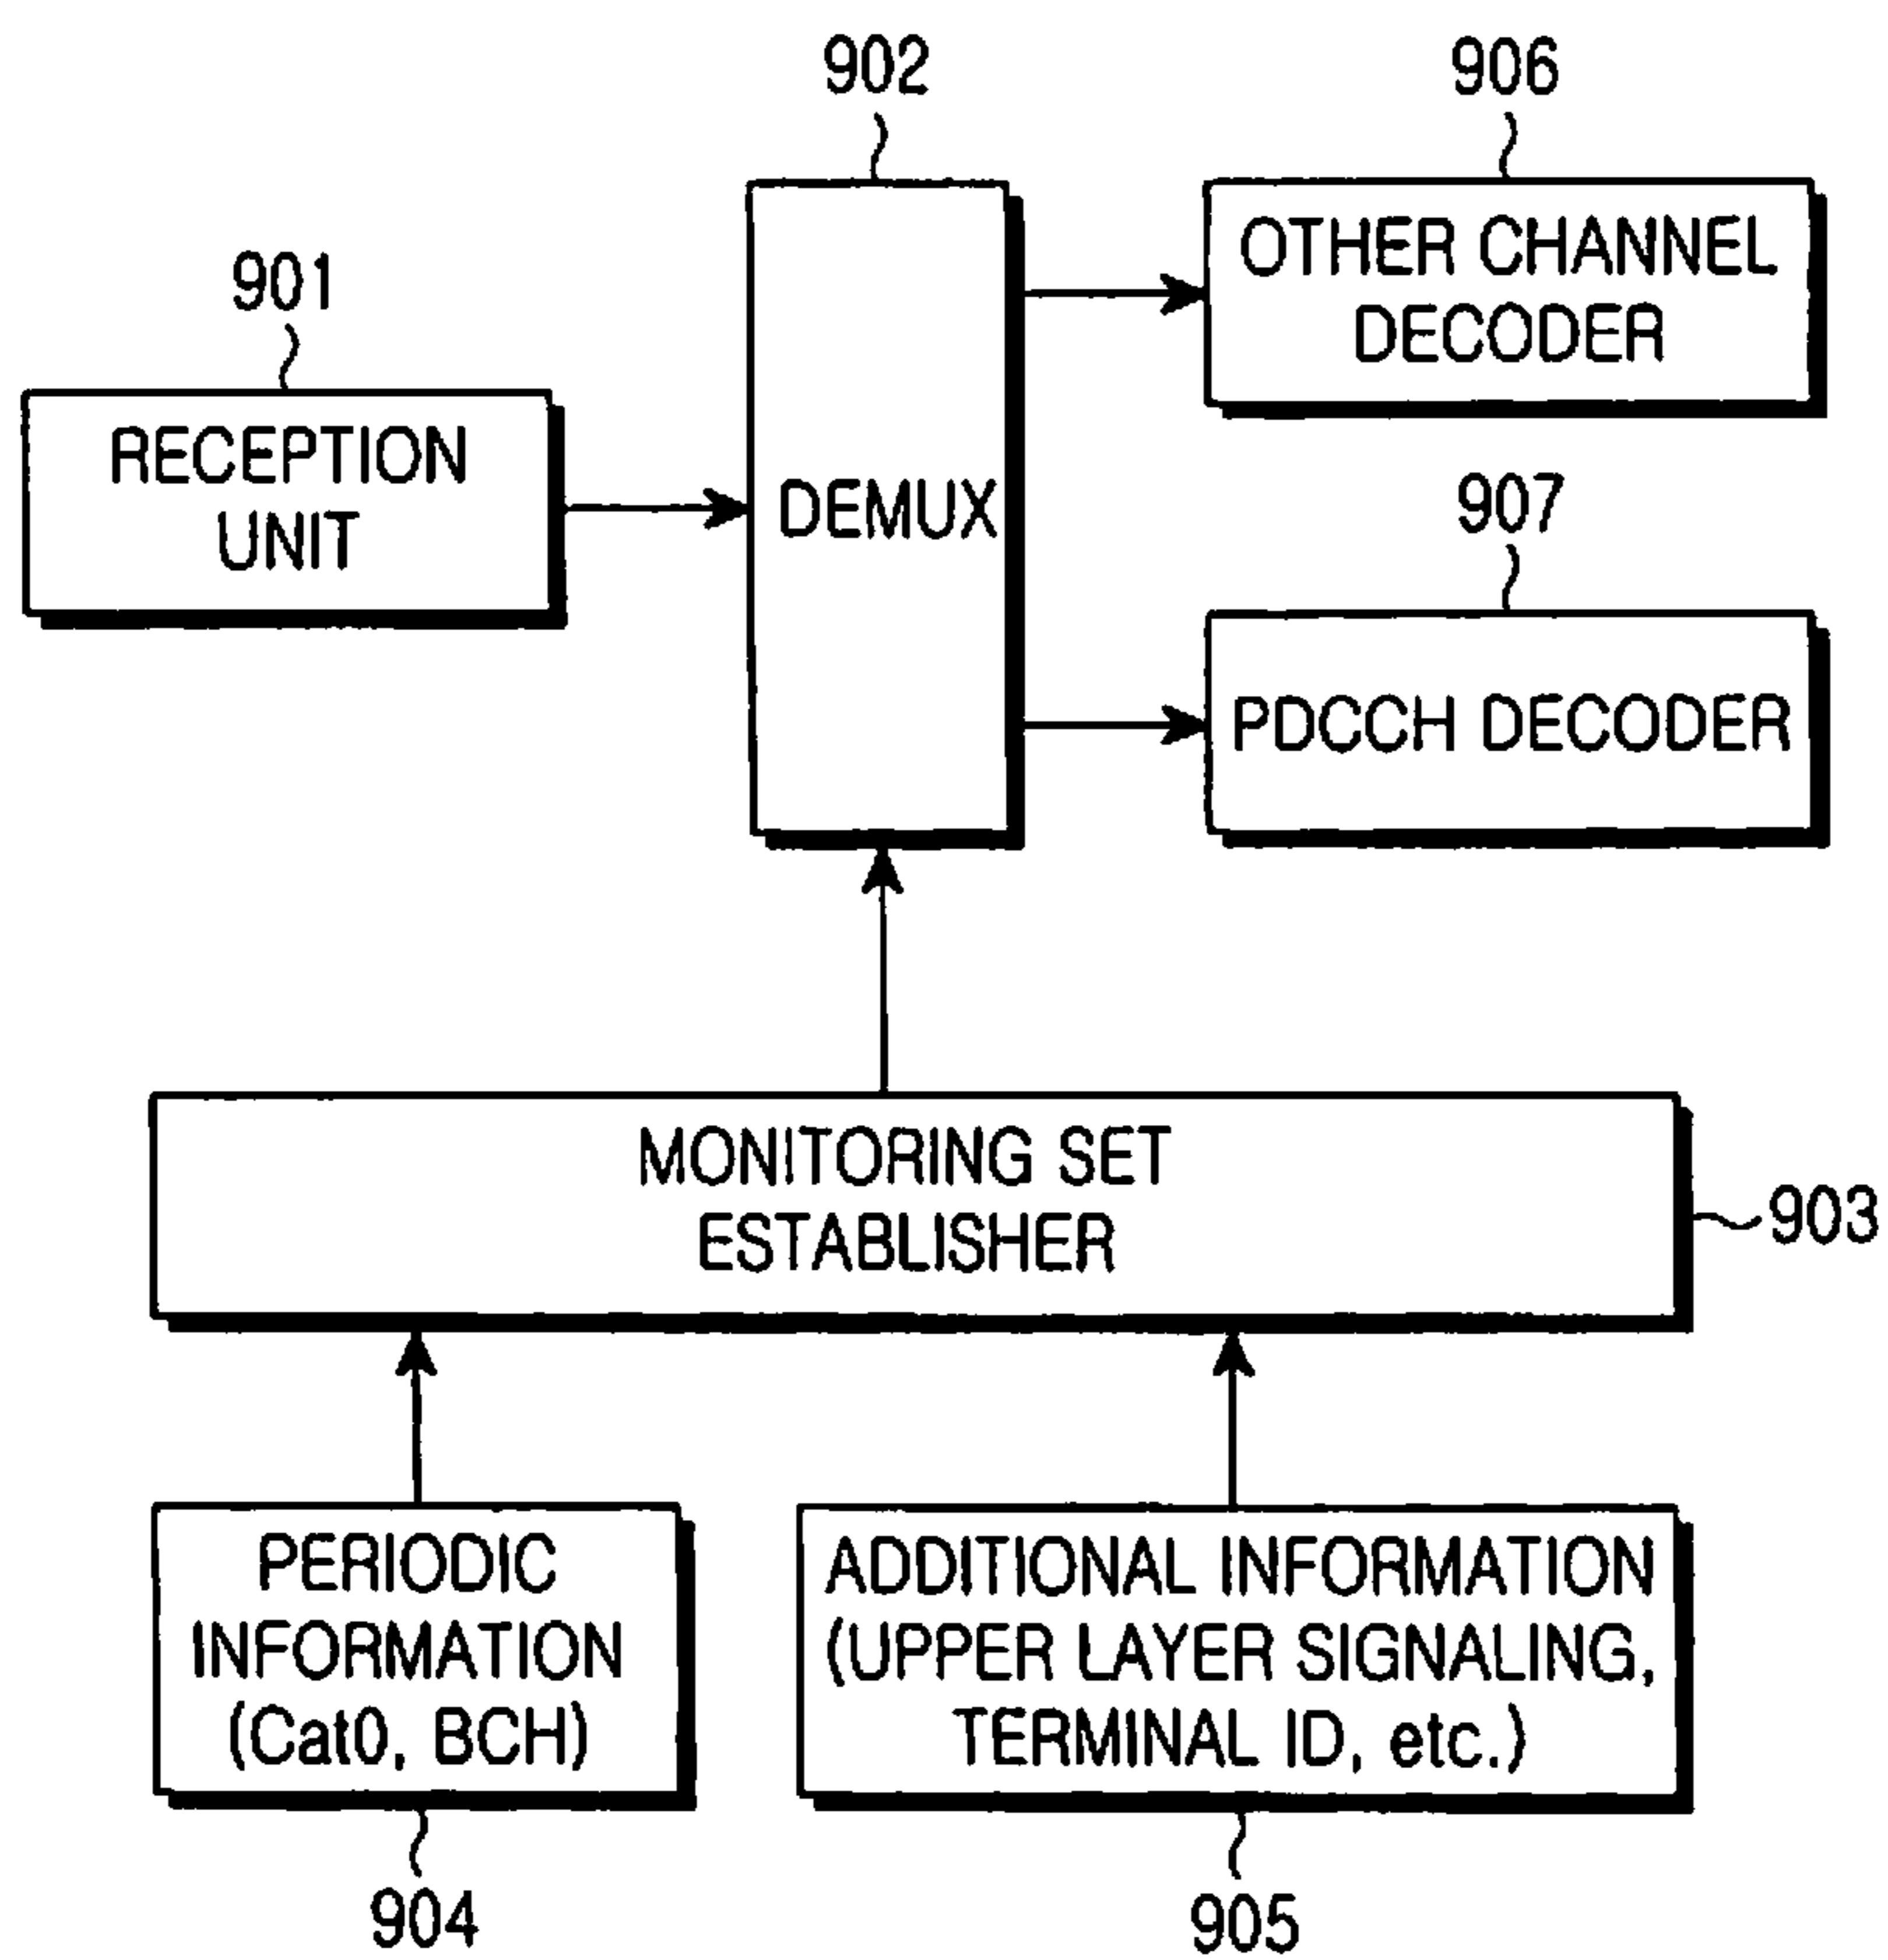 902
906
901
OTHER CHANNEL
DECODER
RECEPTION
UNIT
DEMUX
907
PDCCH DECODER
MONITORING SET
ESTABLISHER
903
PERIODIC
INFORMATION
(Cat0, BCH)
ADDITIONAL INFORMATION
(UPPER LAYER SIGNALING,
TERMINAL ID, etc.)
904
905